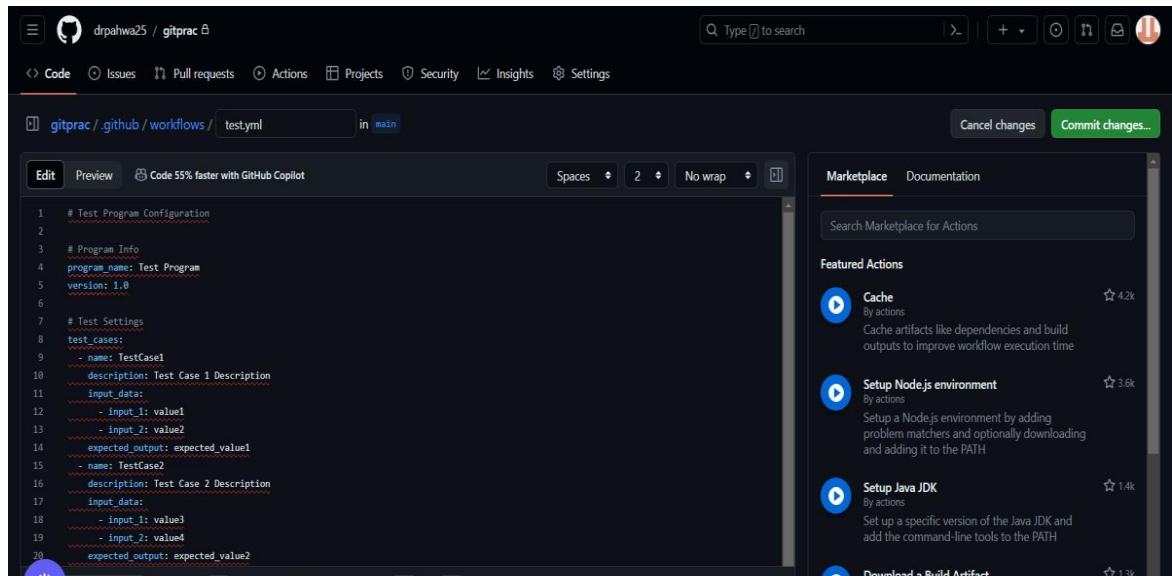 drpahwa25 / gitprac
Type / to search
Code Issues Pull requests Actions Projects Security Insights Settings
gitprac / .github / workflows / test.yml in main
Cancel changes Commit changes...
Edit Preview Code 55% faster with GitHub Copilot
Spaces 2 No wrap
1 # Test Program Configuration
2
3 # Program Info
4 program_name: Test Program
5 version: 1.0
6
7 # Test Settings
8 test_cases:
9 - name: TestCase1
10 description: Test Case 1 Description
11 input_data:
12 - input_1: value1
13 - input_2: value2
14 expected_output: expected_value1
15 - name: TestCase2
16 description: Test Case 2 Description
17 input_data:
18 - input_1: value3
19 - input_2: value4
20 expected_output: expected_value2
Marketplace Documentation
Search Marketplace for Actions
Featured Actions
Cache 4.2k
By actions
Cache artifacts like dependencies and build
outputs to improve workflow execution time
Setup Node.js environment 3.6k
By actions
Setup a Node.js environment by adding
problem matchers and optionally downloading
and adding it to the PATH
Setup Java JDK 1.4k
By actions
Set up a specific version of the Java JDK and
add the command-line tools to the PATH
Download a Build Artifact 1.3k